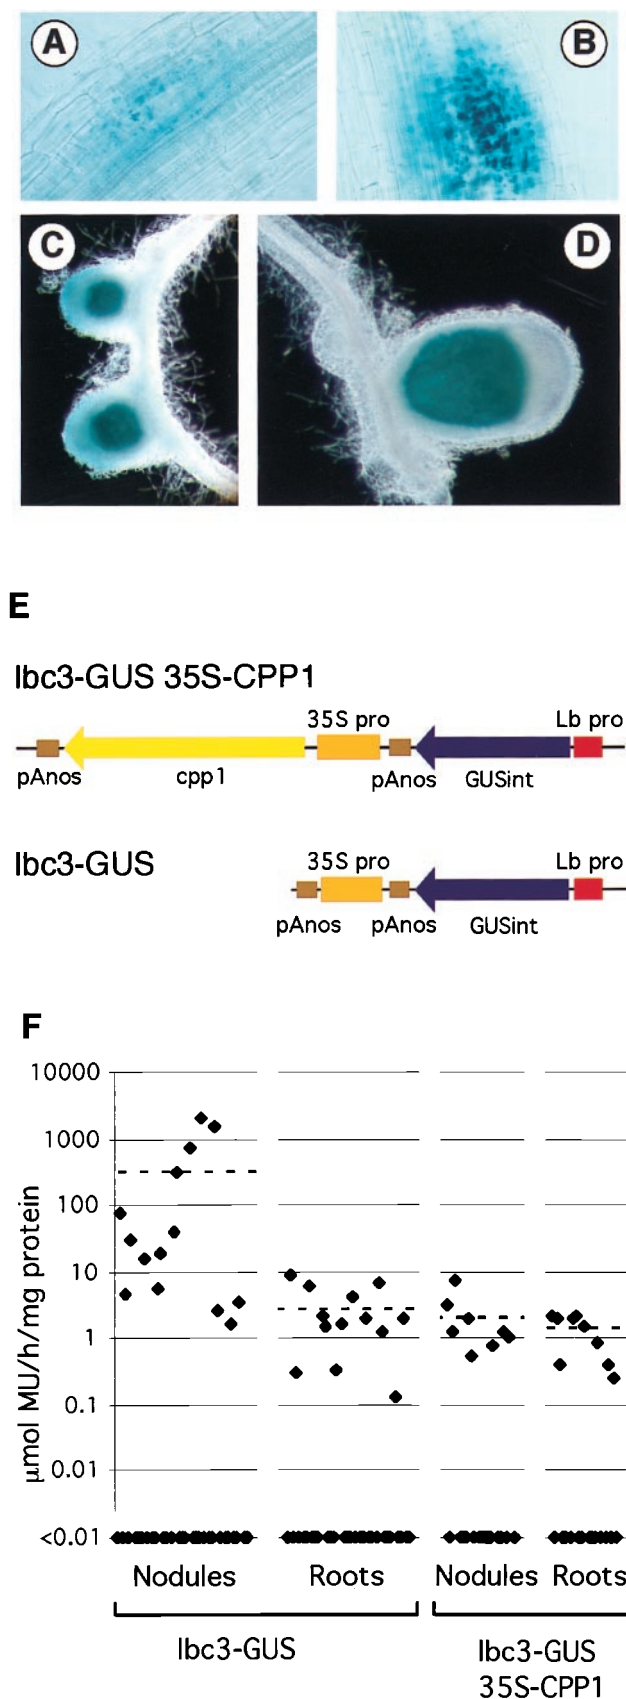 A
B
C
D
E
lbc3-GUS 35S-CPP1
35S pro Lb pro
pAnos cpp1 pAnos GUSint
lbc3-GUS
35S pro Lb pro
pAnos pAnos GUSint
F
µmol MU/h/mg protein
10000
1000
100
10
1
0.1
0.01
<0.01
Nodules Roots Nodules Roots
lbc3-GUS lbc3-GUS
35S-CPP1